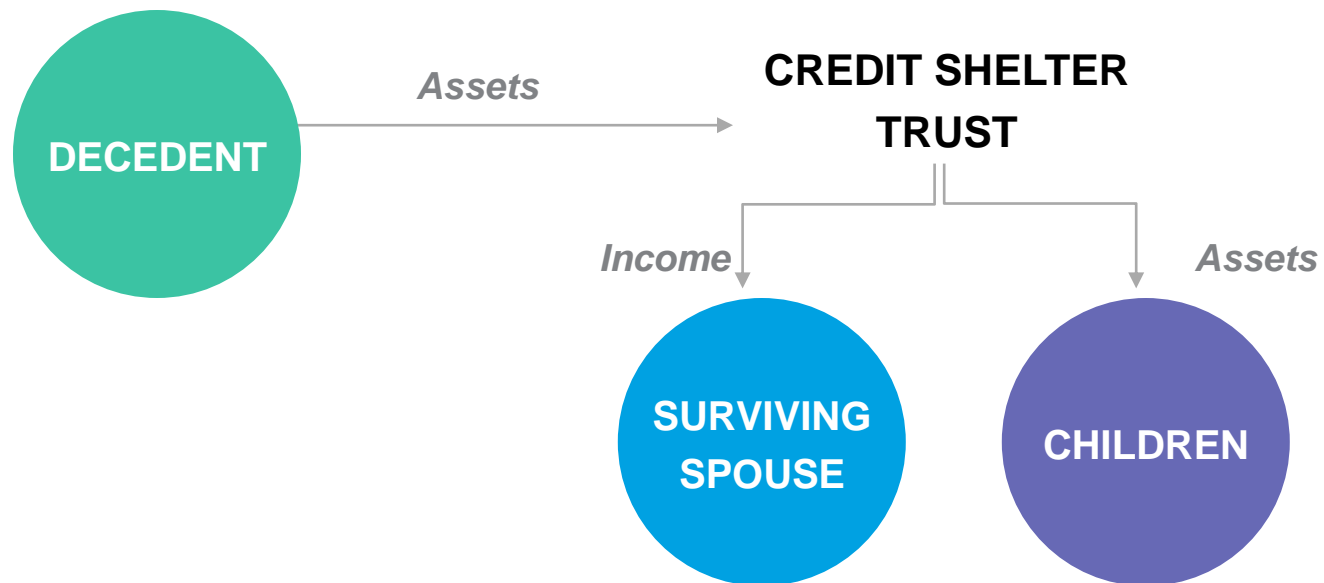 CREDIT SHELTER
TRUST
Assets
DECEDENT
Income
Assets
SURVIVING
SPOUSE
CHILDREN